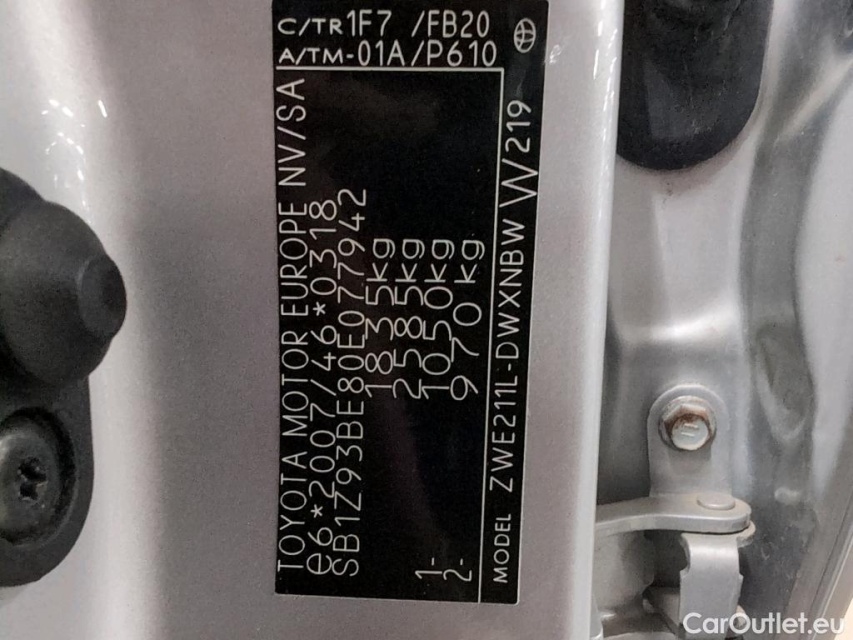 TOYOTA MOTOR EUROPE NV/SA
e6*2007/46*0318
SB1Z93BE80E077942
1835kg
2585kg
1- 1050kg
2- 970kg
MODEL ZWE211L-DWXNBW W219
C/TR1F7 /FB20
A/TM-01A/P610
CarOutlet.eu